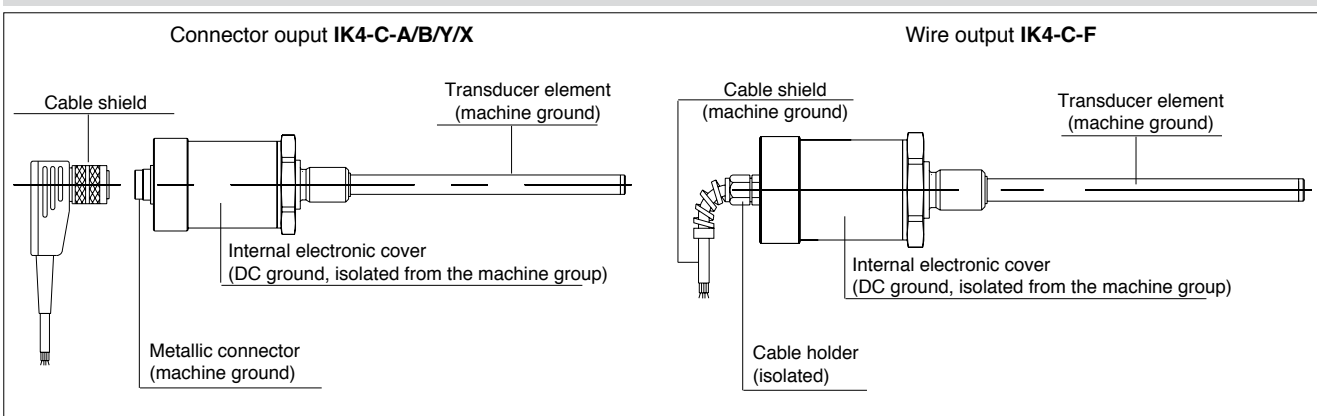 Connector ouput IK4-C-A/B/Y/X
Cable shield
Transducer element
(machine ground)
Internal electronic cover
(DC ground, isolated from the machine group)
Metallic connector
(machine ground)
Wire output IK4-C-F
Cable shield
(machine ground)
Transducer element
(machine ground)
Internal electronic cover
(DC ground, isolated from the machine group)
Cable holder
(isolated)